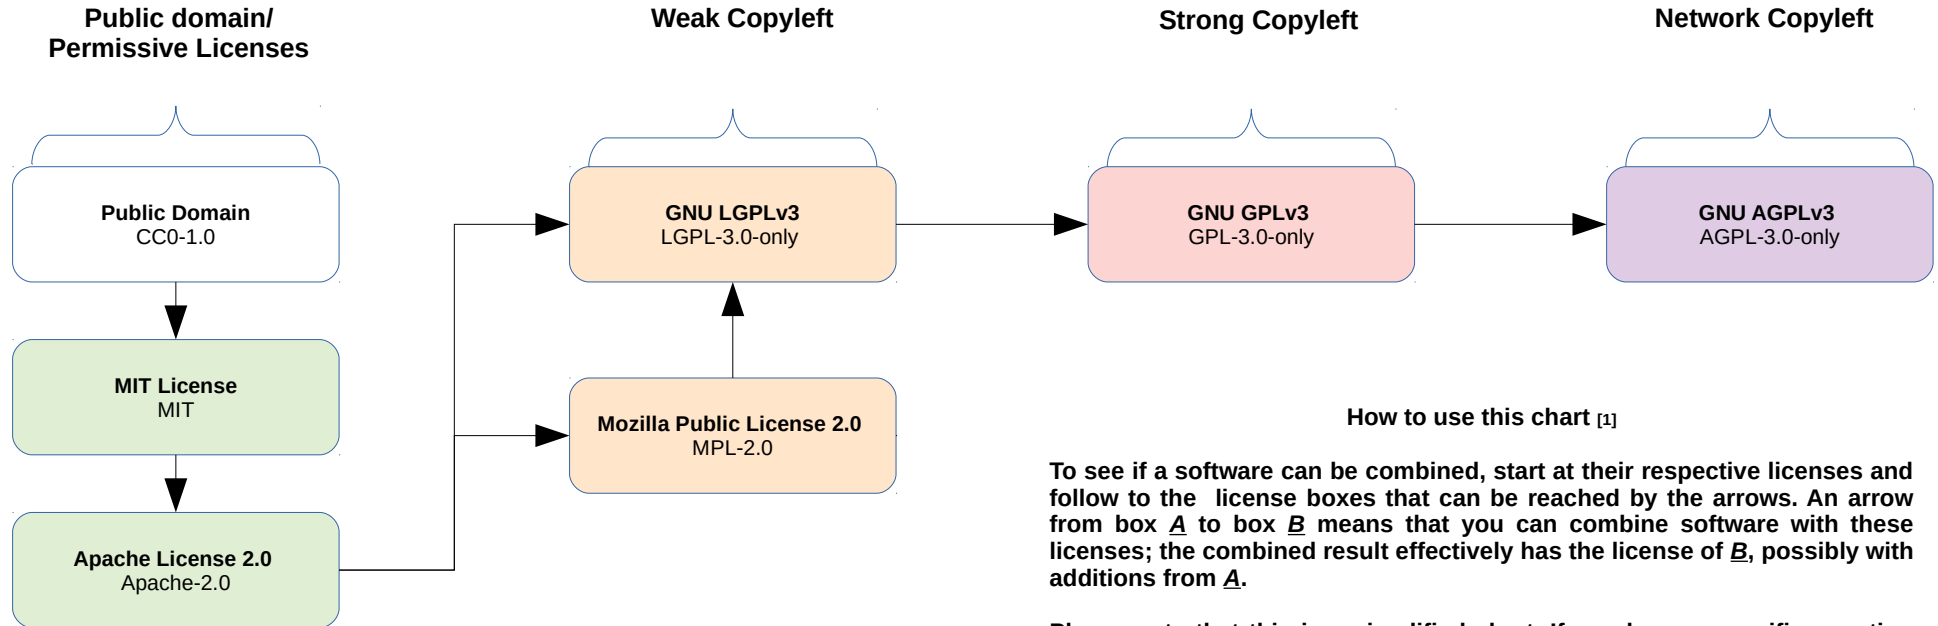 Public domain/
Permissive Licenses
Weak Copyleft
Strong Copyleft
Network Copyleft
Public Domain
CC0-1.0
GNU LGPLv3
LGPL-3.0-only
GNU GPLv3
GPL-3.0-only
GNU AGPLv3
AGPL-3.0-only
MIT License
MIT
Mozilla Public License 2.0
MPL-2.0
Apache License 2.0
Apache-2.0
How to use this chart [1]
To see if a software can be combined, start at their respective licenses and
follow to the license boxes that can be reached by the arrows. An arrow
from box A to box B means that you can combine software with these
licenses; the combined result effectively has the license of B, possibly with
additions from A.